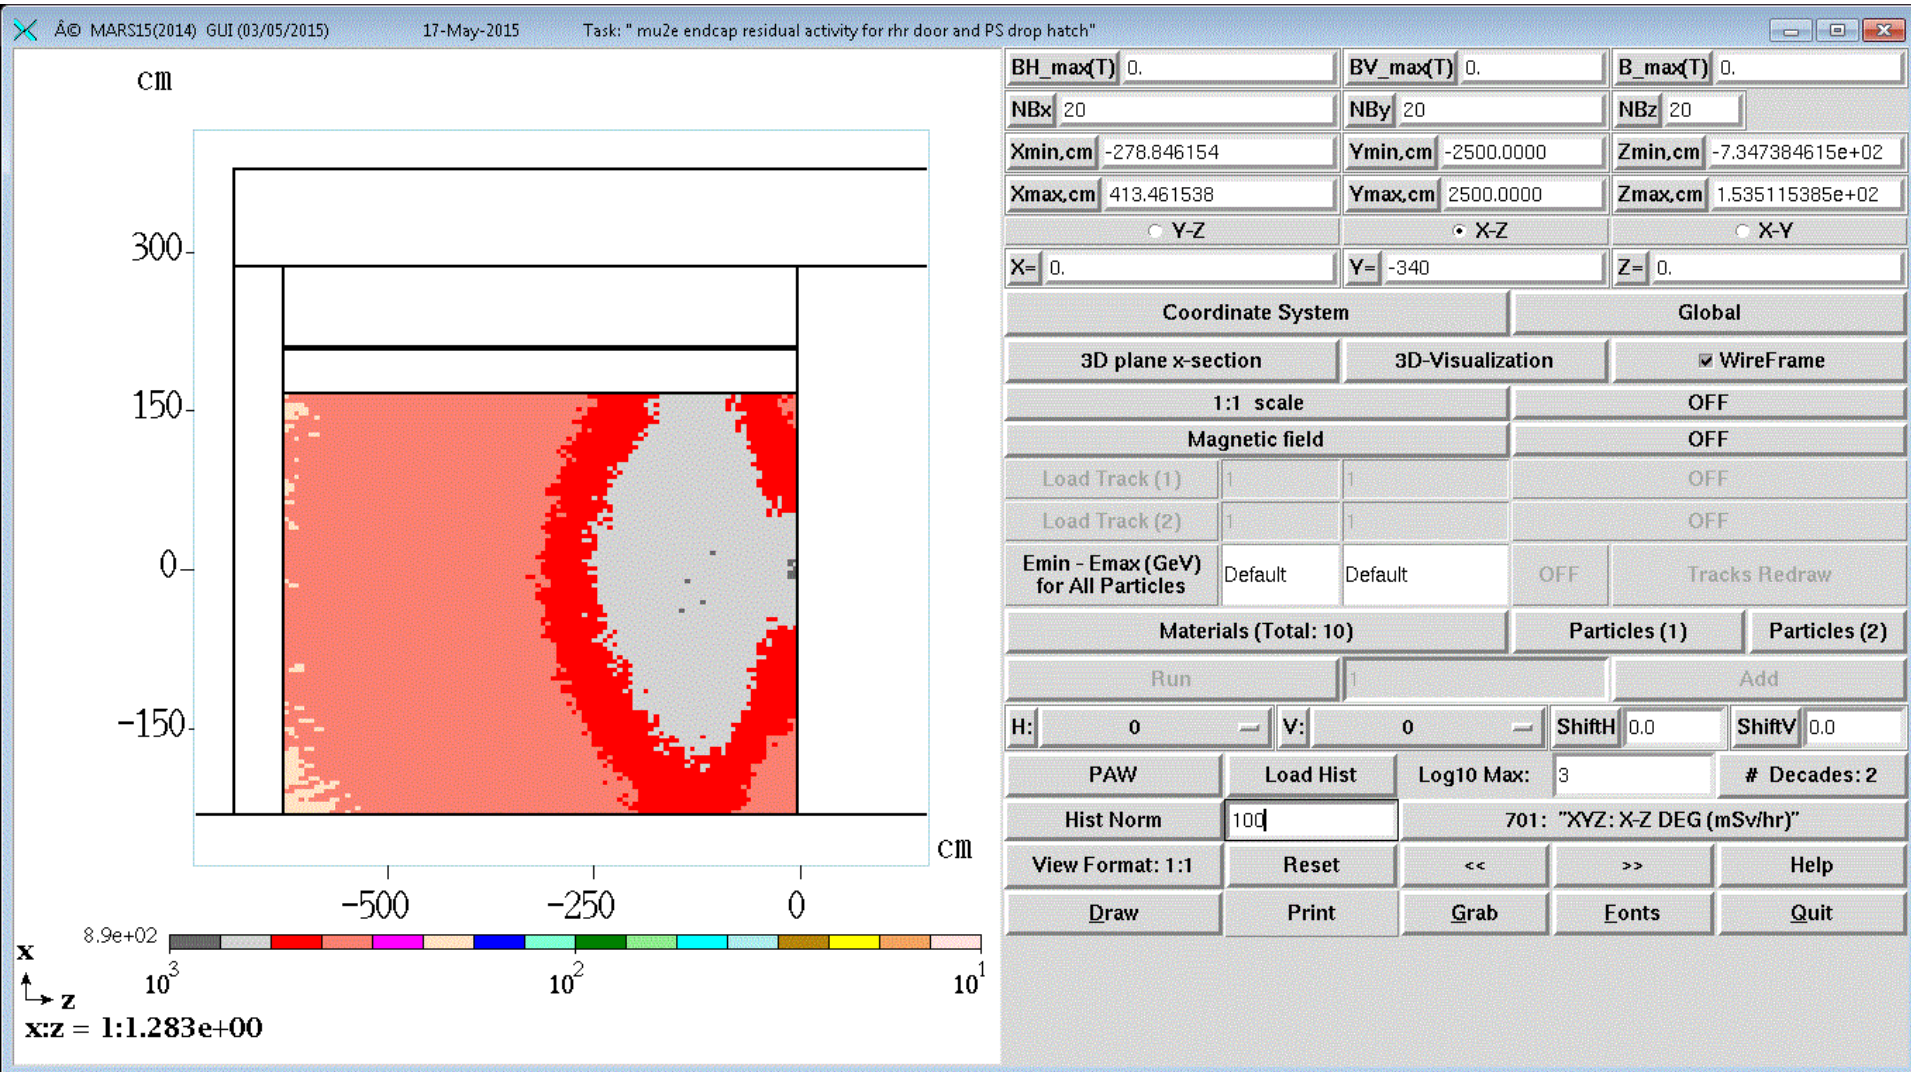 Â© MARS15(2014) GUI (03/05/2015) 17-May-2015 Task: " mu2e endcap residual activity for rhr door and PS drop hatch"
cm
300
150
0
-150
cm
-500 -250 0
8.9e+02
10^3 10^2 10^1
x
z
x:z = 1:1.283e+00
BH_max(T) 0. BV_max(T) 0. B_max(T) 0.
NBx 20 NBy 20 NBz 20
Xmin,cm -278.846154 Ymin,cm -2500.0000 Zmin,cm -7.347384615e+02
Xmax,cm 413.461538 Ymax,cm 2500.0000 Zmax,cm 1.535115385e+02
Y-Z X-Z X-Y
X= 0. Y= -340 Z= 0.
Coordinate System Global
3D plane x-section 3D-Visualization WireFrame
1:1 scale OFF
Magnetic field OFF
Load Track (1) 1 1 OFF
Load Track (2) 1 1 OFF
Emin - Emax (GeV)
for All Particles Default Default OFF Tracks Redraw
Materials (Total: 10) Particles (1) Particles (2)
Run 1 Add
H: 0 V: 0 ShiftH 0.0 ShiftV 0.0
PAW Load Hist Log10 Max: 3 # Decades: 2
Hist Norm 100 701: "XYZ: X-Z DEG (mSv/hr)"
View Format: 1:1 Reset << >> Help
Draw Print Grab Fonts Quit